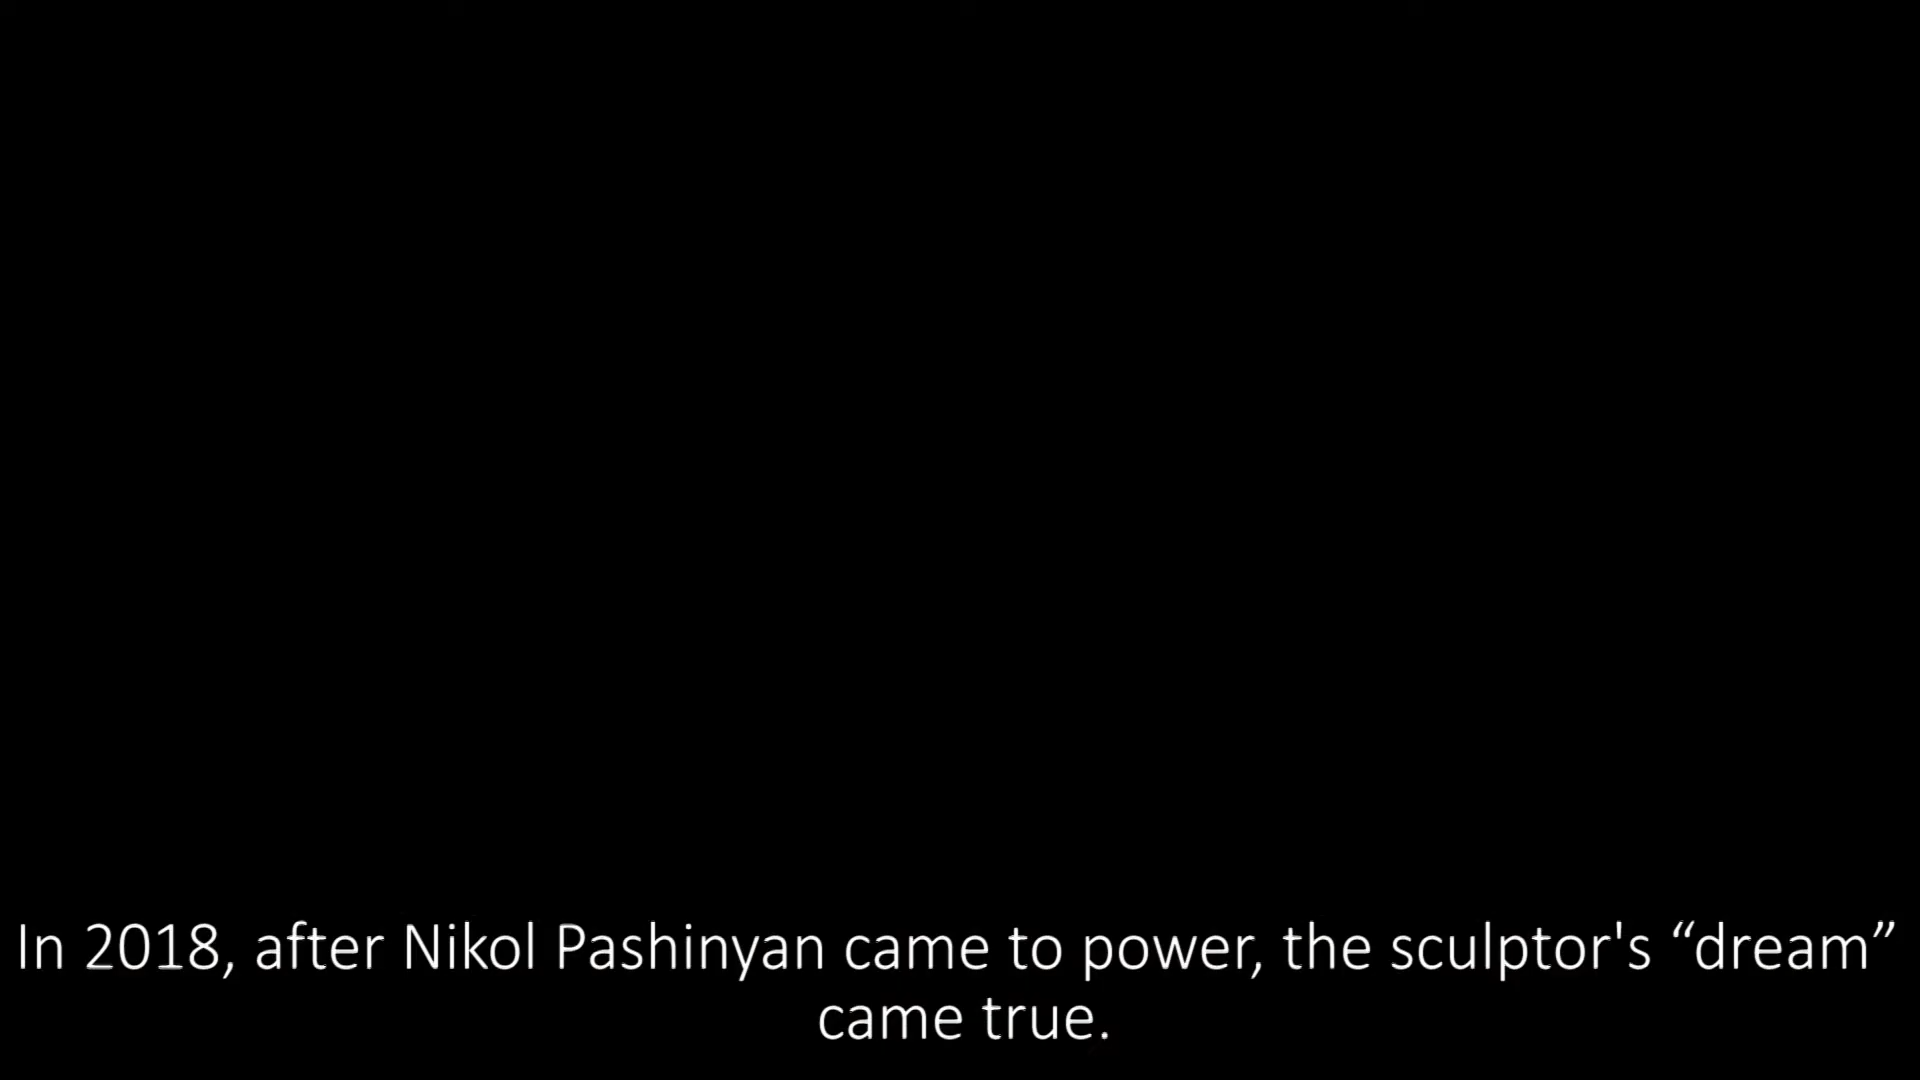 In 2018, after Nikol Pashinyan came to power, the sculptor's “dream”
came true.